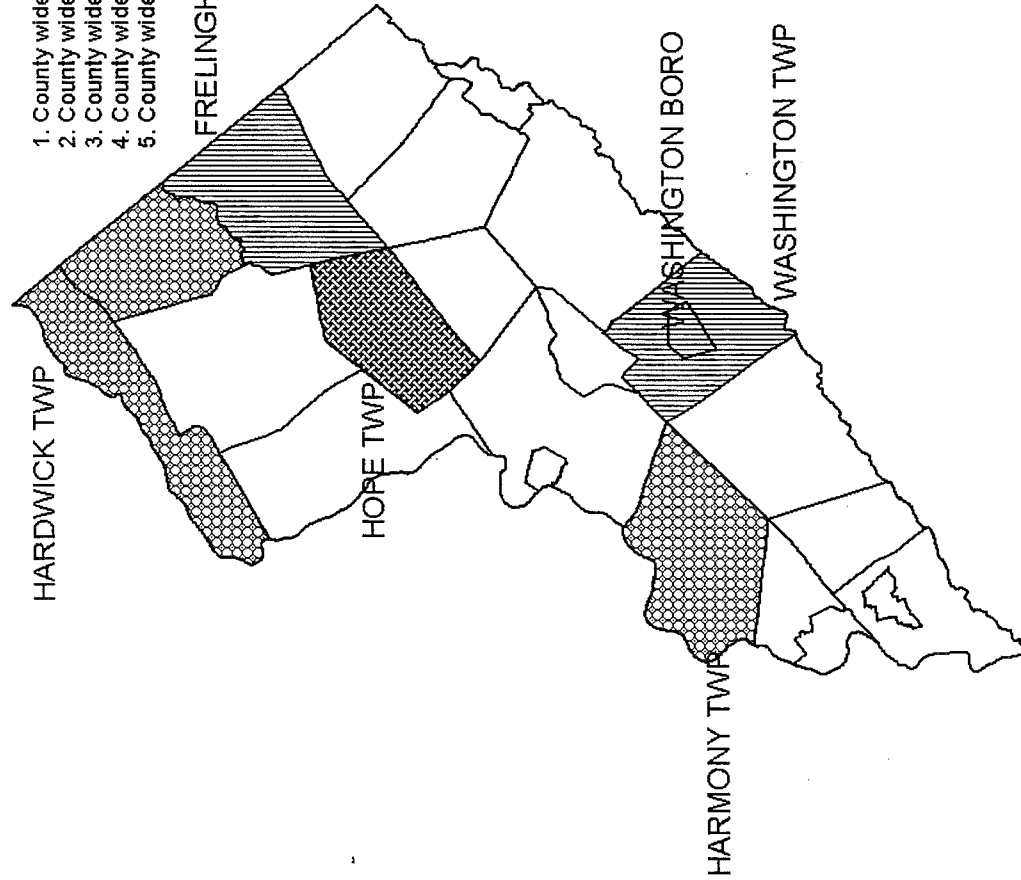 1. County wide
2. County wide
3. County wide
4. County wide
5. County wide
FRELINGH
HARDWICK TWP
HOPE TWP
WASHINGTON BORO
WASHINGTON TWP
HARMONY TWP